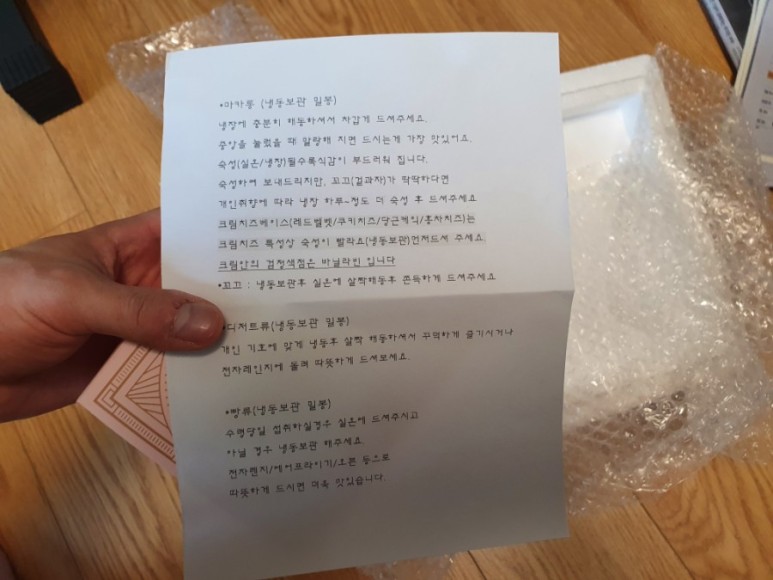 *마카롱 (냉동보관 밀봉)
냉장에 충분히 해동하셔서 차갑게 드셔주세요.
중앙을 눌렀을 때 말랑해 지면 드시는게 가장 맛있어요.
숙성(실온/냉장)될수록식감이 부드러워 집니다.
숙성하여 보내드리지만, 꼬끄(겉과자)가 딱딱하다면
개인취향에 따라 냉장 하루~정도 더 숙성 후 드셔주세요
크림치즈베이스(레드벨벳/쿠키치즈/당근케익/홍차치즈)는
크림치즈 특성상 숙성이 빨라요(냉동보관)먼저드셔 주세요.
크림안의 검정색점은 바닐라빈 입니다
*꼬끄 : 냉동보관후 실온에 살짝해동후 쫀득하게 드셔주세요
*디저트류(냉동보관 밀봉)
개인 기호에 맞게 냉동후 살짝 해동하셔서 꾸덕하게 즐기시거나
전자레인지에 돌려 따뜻하게 드셔보세요.
*빵류(냉동보관 밀봉)
수령당일 섭취하실경우 실온에 드셔주시고
아닐 경우 냉동보관 해주세요.
전자렌지/에어프라이기/오븐 등으로
따뜻하게 드시면 더욱 맛있습니다.